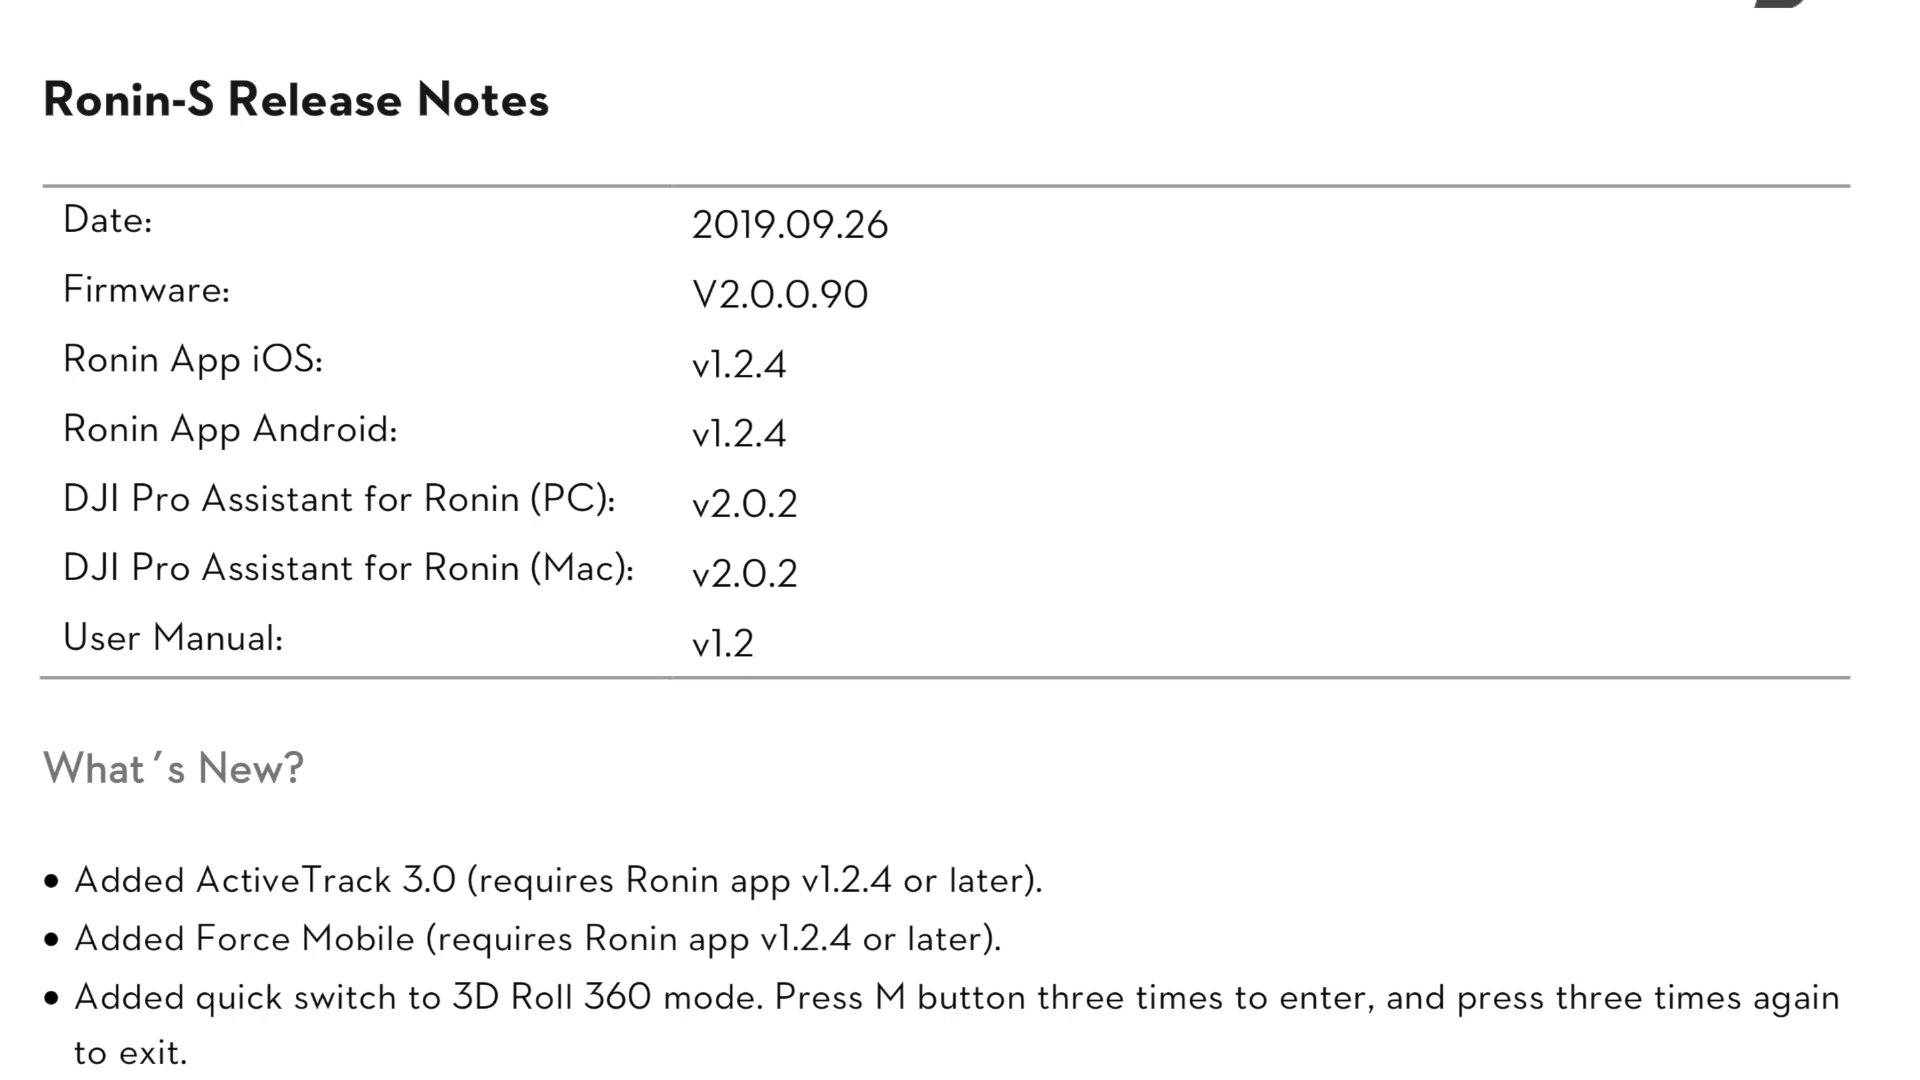 Ronin-S Release Notes
Date: 2019.09.26
Firmware: V2.0.0.90
Ronin App iOS: v1.2.4
Ronin App Android: v1.2.4
DJI Pro Assistant for Ronin (PC): v2.0.2
DJI Pro Assistant for Ronin (Mac): v2.0.2
User Manual: v1.2
What´s New?
• Added ActiveTrack 3.0 (requires Ronin app v1.2.4 or later).
• Added Force Mobile (requires Ronin app v1.2.4 or later).
• Added quick switch to 3D Roll 360 mode. Press M button three times to enter, and press three times again
to exit.